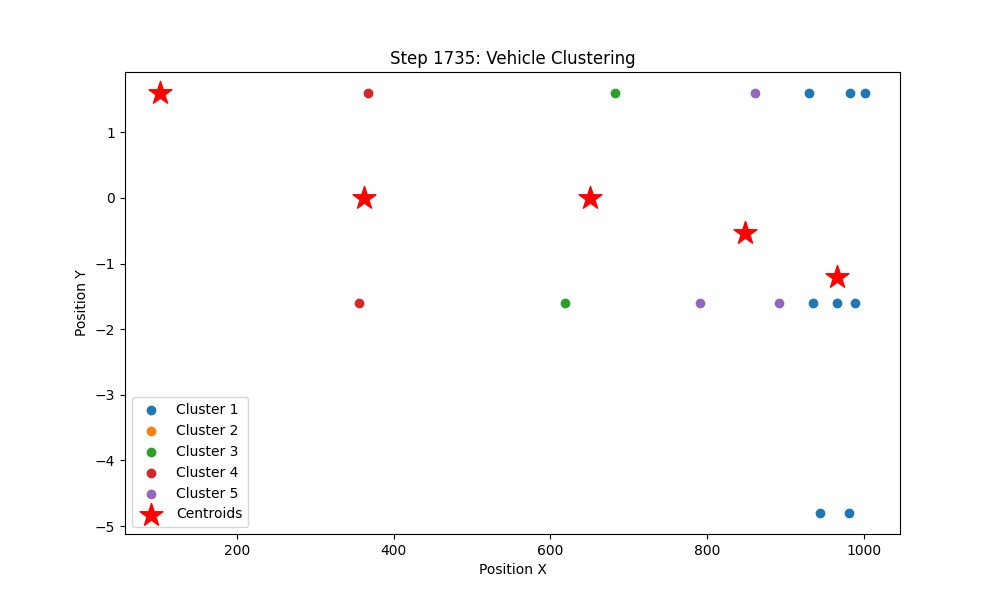 Step 1735: Vehicle Clustering
Position Y
1
0
−1
−2
−3
−4
−5
Cluster 1
Cluster 2
Cluster 3
Cluster 4
Cluster 5
Centroids
200
400
600
800
1000
Position X